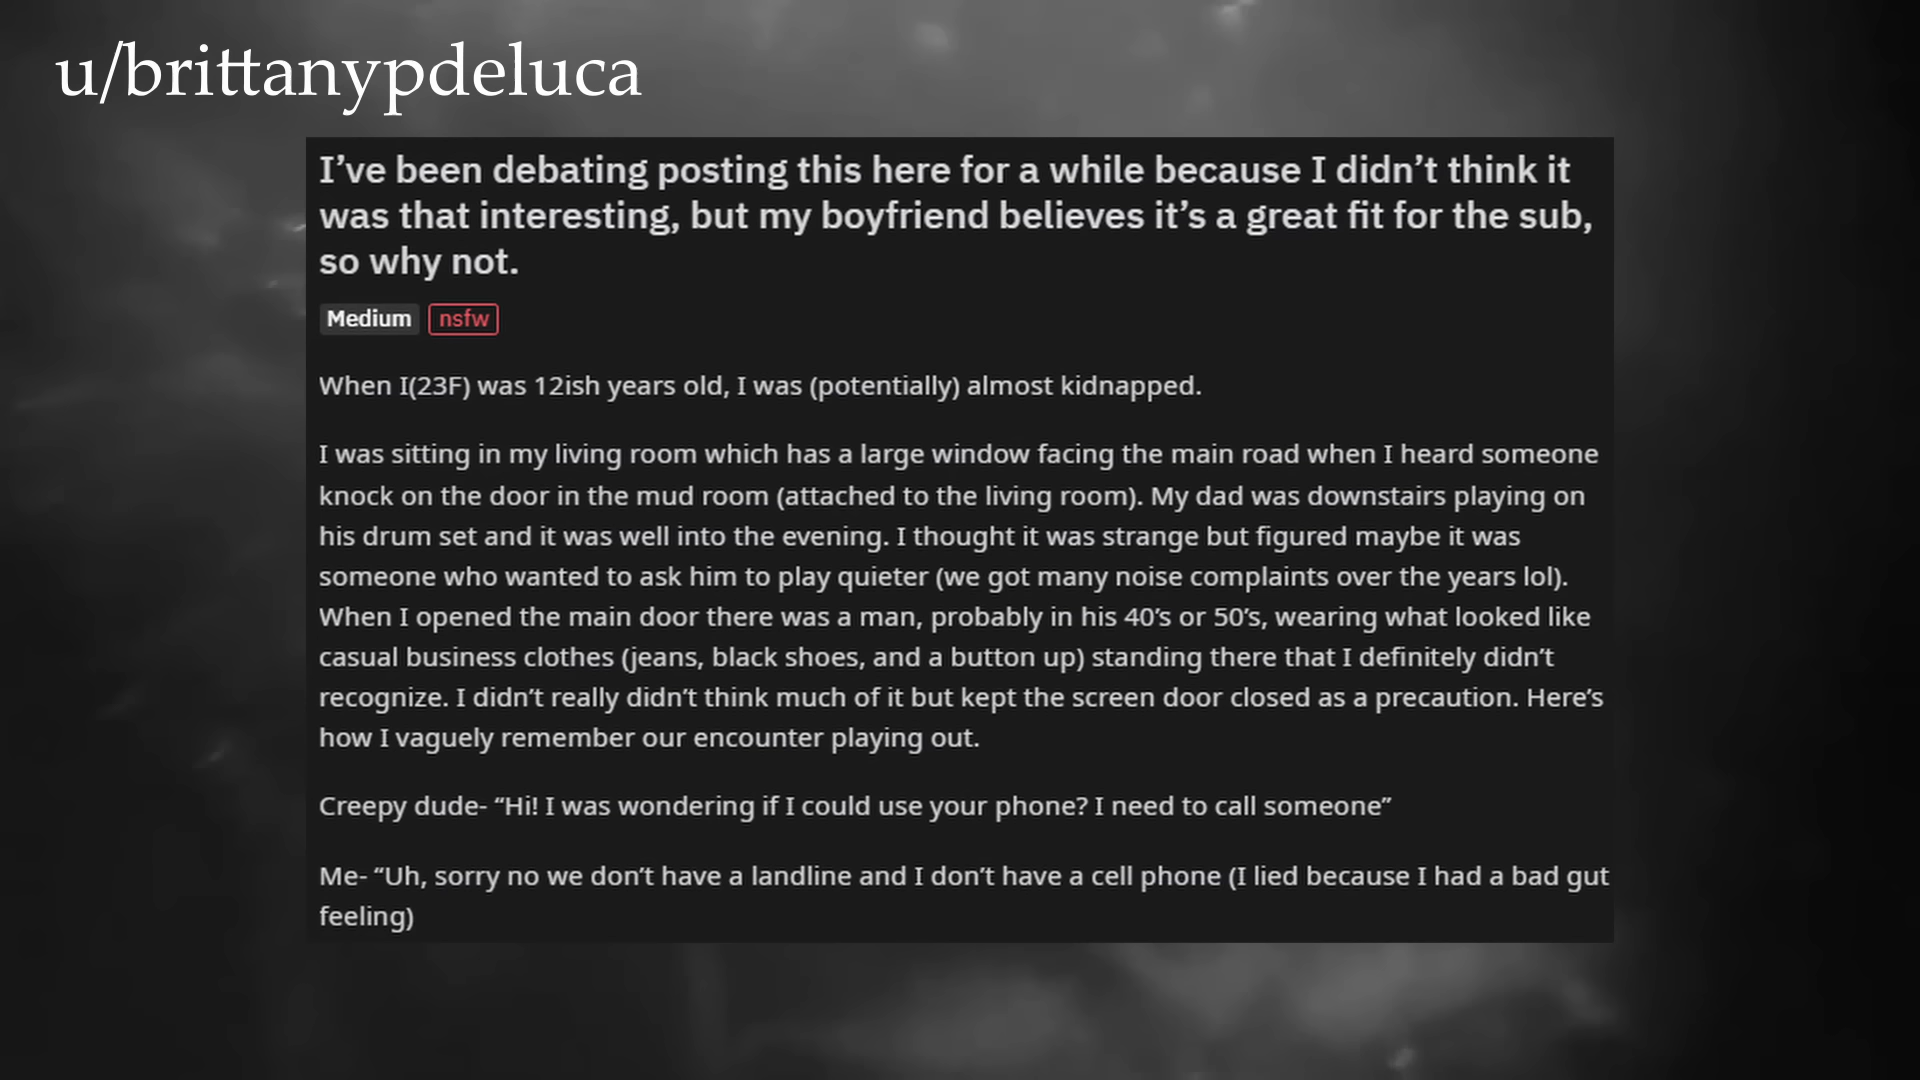 u/brittanypdeluca
I’ve been debating posting this here for a while because I didn’t think it
was that interesting, but my boyfriend believes it’s a great fit for the sub,
so why not.
Medium nsfw
When I(23F) was 12ish years old, I was (potentially) almost kidnapped.
I was sitting in my living room which has a large window facing the main road when I heard someone
knock on the door in the mud room (attached to the living room). My dad was downstairs playing on
his drum set and it was well into the evening. I thought it was strange but figured maybe it was
someone who wanted to ask him to play quieter (we got many noise complaints over the years lol).
When I opened the main door there was a man, probably in his 40’s or 50’s, wearing what looked like
casual business clothes (jeans, black shoes, and a button up) standing there that I definitely didn’t
recognize. I didn’t really didn’t think much of it but kept the screen door closed as a precaution. Here’s
how I vaguely remember our encounter playing out.
Creepy dude- “Hi! I was wondering if I could use your phone? I need to call someone”
Me- “Uh, sorry no we don’t have a landline and I don’t have a cell phone (I lied because I had a bad gut
feeling)